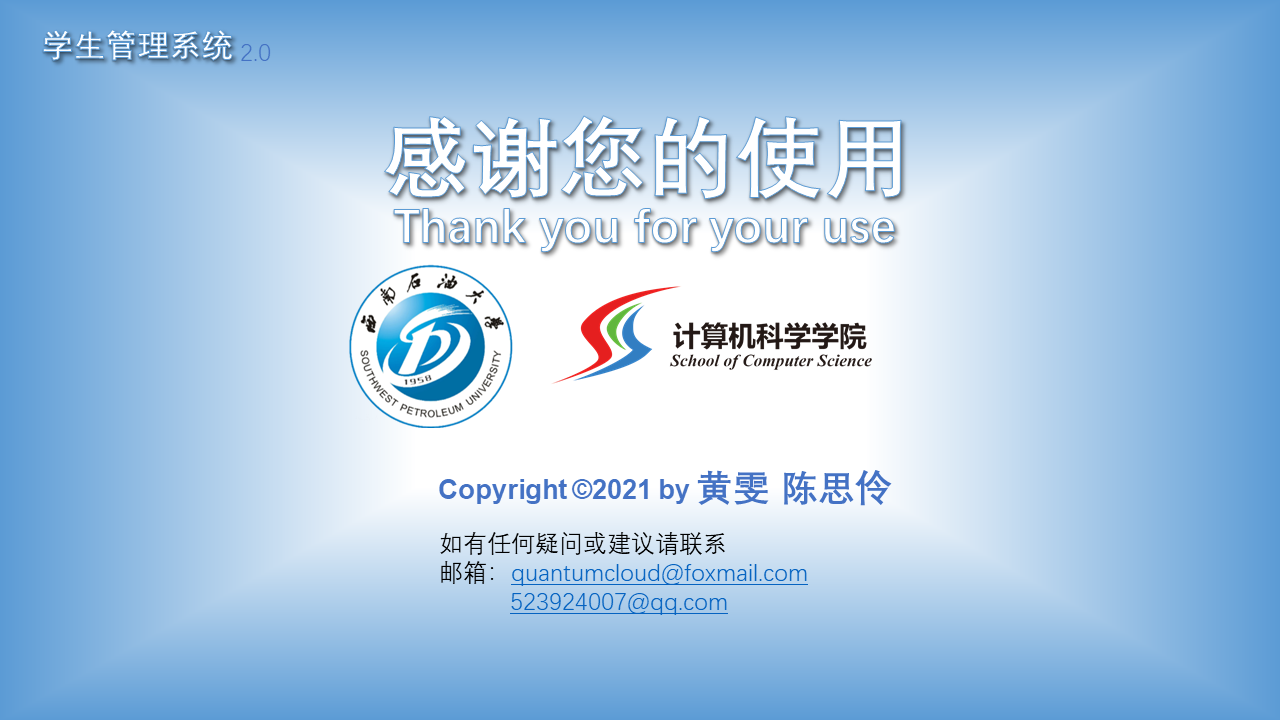 学生管理系统 2.0
感谢您的使用
Thank you for your use
西南石油大学
1958
SOUTHWEST PETROLEUM UNIVERSITY
计算机科学学院
School of Computer Science
Copyright ©2021 by 黄雯 陈思伶
如有任何疑问或建议请联系
邮箱：quantumcloud@foxmail.com
523924007@qq.com